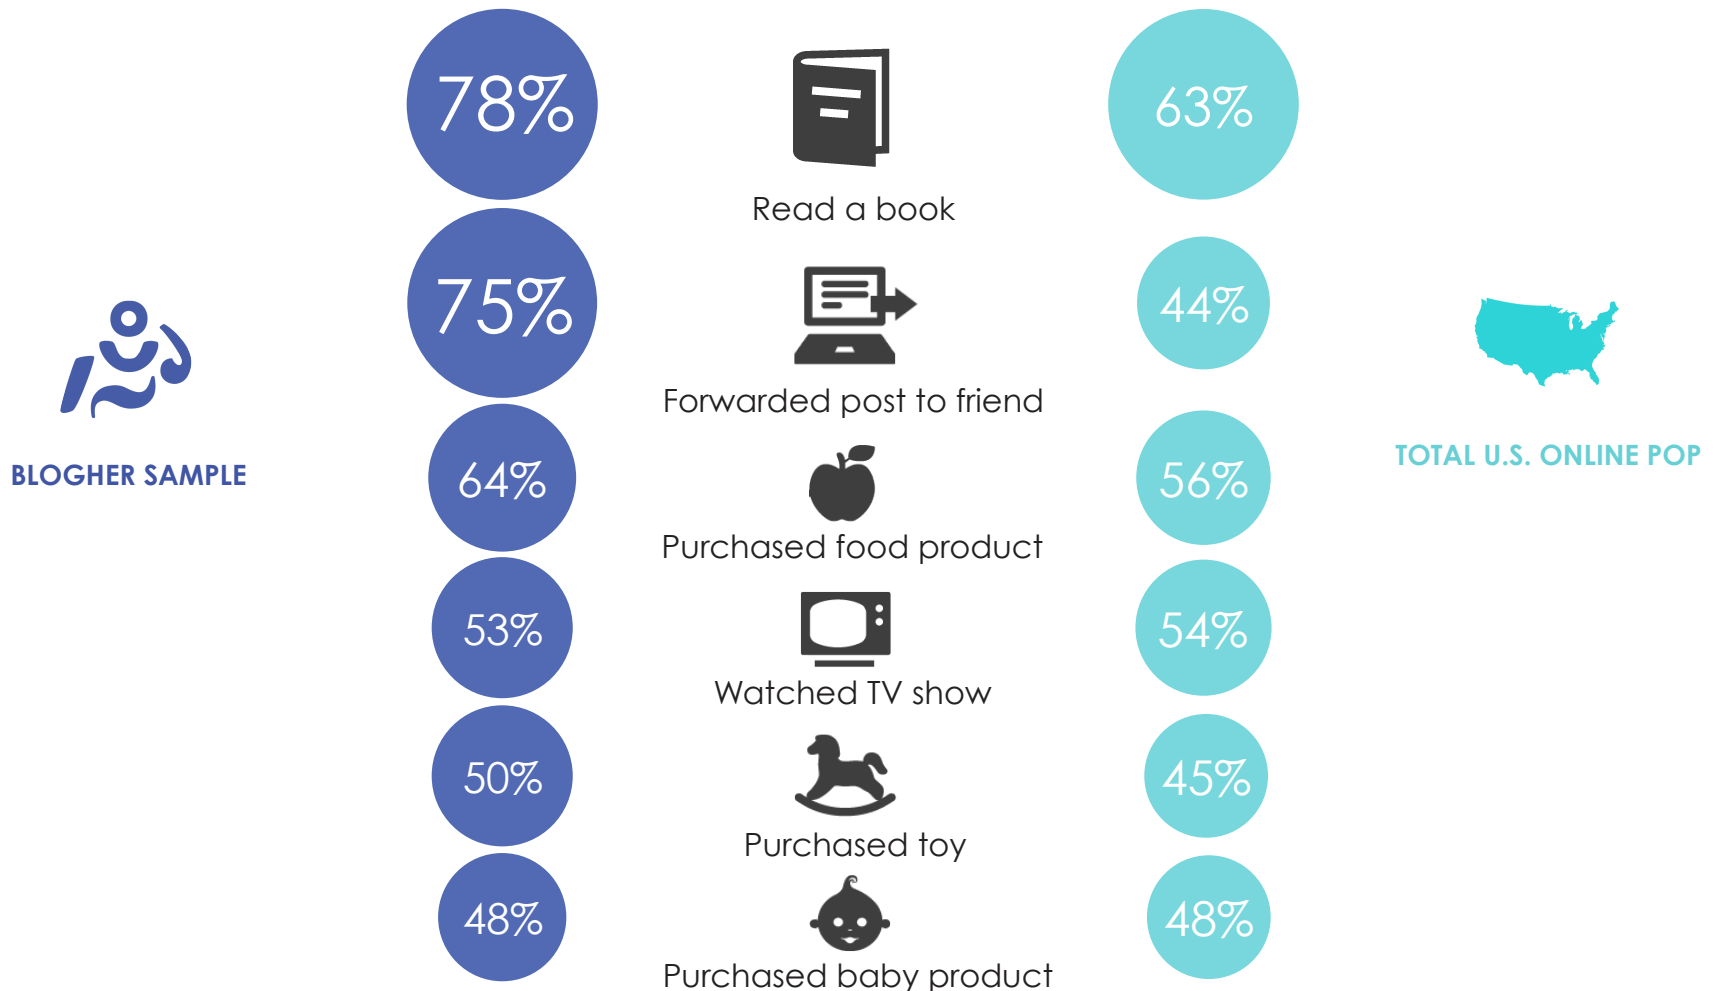 78%
63%
Read a book
75%
44%
Forwarded post to friend
BLOGHER SAMPLE
TOTAL U.S. ONLINE POP
64%
56%
Purchased food product
53%
54%
Watched TV show
50%
45%
Purchased toy
48%
48%
Purchased baby product